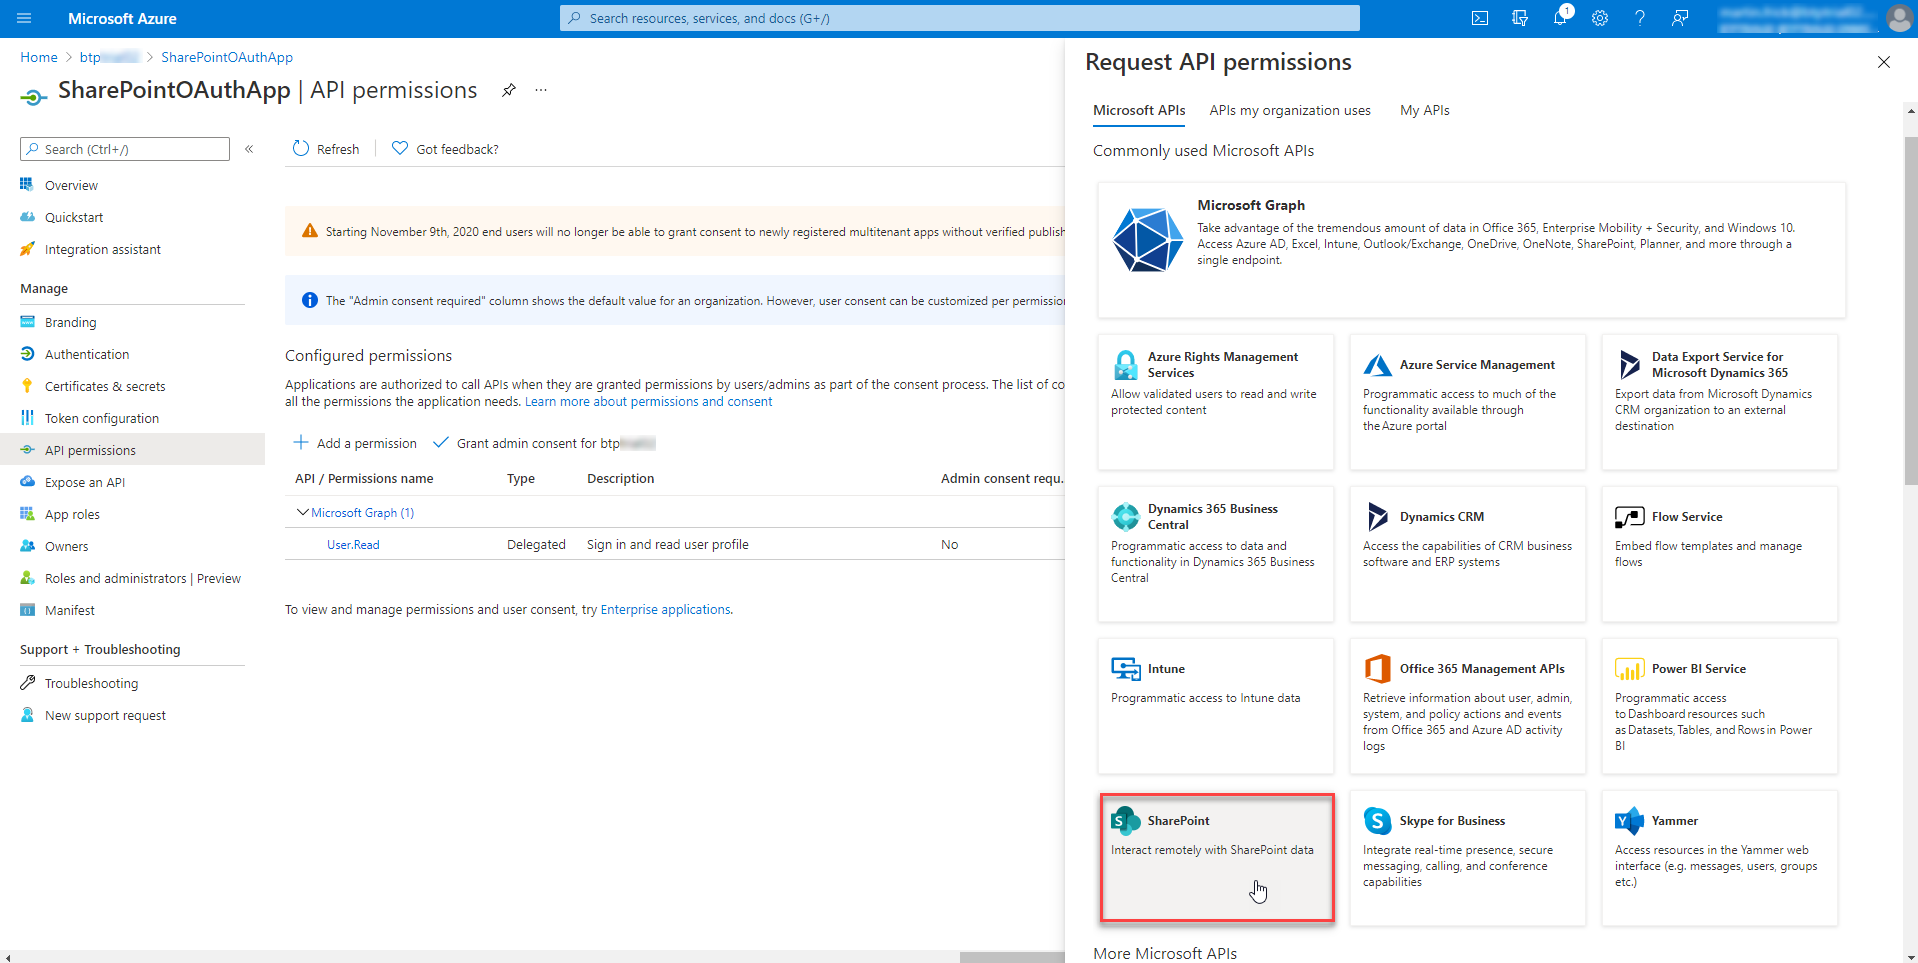 Microsoft Azure
Search resources, services, and docs (G+/)
1
Home > btp > SharePointOAuthApp
SharePointOAuthApp | API permissions
Search (Ctrl+/)
Overview
Quickstart
Integration assistant
Manage
Branding
Authentication
Certificates & secrets
Token configuration
API permissions
Expose an API
App roles
Owners
Roles and administrators | Preview
Manifest
Support + Troubleshooting
Troubleshooting
New support request
Refresh
Got feedback?
Starting November 9th, 2020 end users will no longer be able to grant consent to newly registered multitenant apps without verified publish
The "Admin consent required" column shows the default value for an organization. However, user consent can be customized per permissio
Configured permissions
Applications are authorized to call APIs when they are granted permissions by users/admins as part of the consent process. The list of co
all the permissions the application needs. Learn more about permissions and consent
Add a permission
Grant admin consent for btp
API / Permissions name Type Description Admin consent requ.
Microsoft Graph (1)
User.Read Delegated Sign in and read user profile No
To view and manage permissions and user consent, try Enterprise applications.
Request API permissions
Microsoft APIs APIs my organization uses My APIs
Commonly used Microsoft APIs
Microsoft Graph
Take advantage of the tremendous amount of data in Office 365, Enterprise Mobility + Security, and Windows 10.
Access Azure AD, Excel, Intune, Outlook/Exchange, OneDrive, OneNote, SharePoint, Planner, and more through a
single endpoint.
Azure Rights Management
Services
Allow validated users to read and write
protected content
Azure Service Management
Programmatic access to much of the
functionality available through
the Azure portal
Data Export Service for
Microsoft Dynamics 365
Export data from Microsoft Dynamics
CRM organization to an external
destination
Dynamics 365 Business
Central
Programmatic access to data and
functionality in Dynamics 365 Business
Central
Dynamics CRM
Access the capabilities of CRM business
software and ERP systems
Flow Service
Embed flow templates and manage
flows
Intune
Programmatic access to Intune data
Office 365 Management APIs
Retrieve information about user, admin,
system, and policy actions and events
from Office 365 and Azure AD activity
logs
Power BI Service
Programmatic access
to Dashboard resources such
as Datasets, Tables, and Rows in Power
BI
SharePoint
Interact remotely with SharePoint data
Skype for Business
Integrate real-time presence, secure
messaging, calling, and conference
capabilities
Yammer
Access resources in the Yammer web
interface (e.g. messages, users, groups
etc.)
More Microsoft APIs